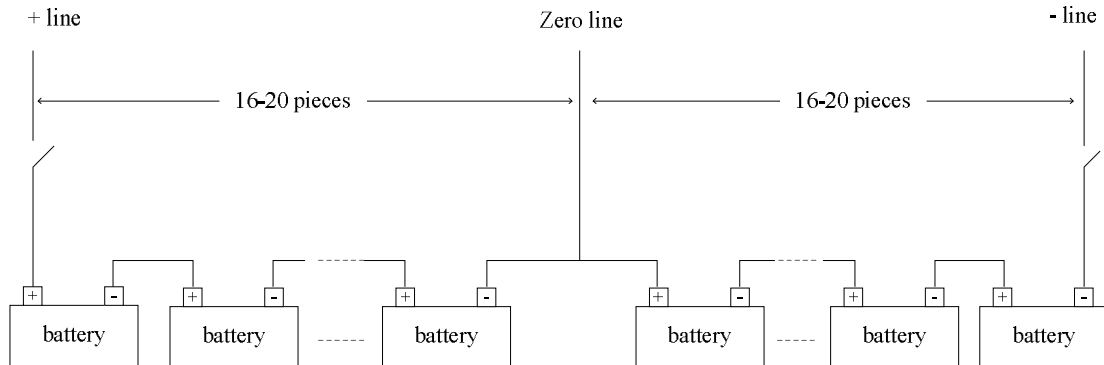 + line Zero line - line
16-20 pieces 16-20 pieces
+ - + - + - + - + - + -
battery battery battery battery battery battery